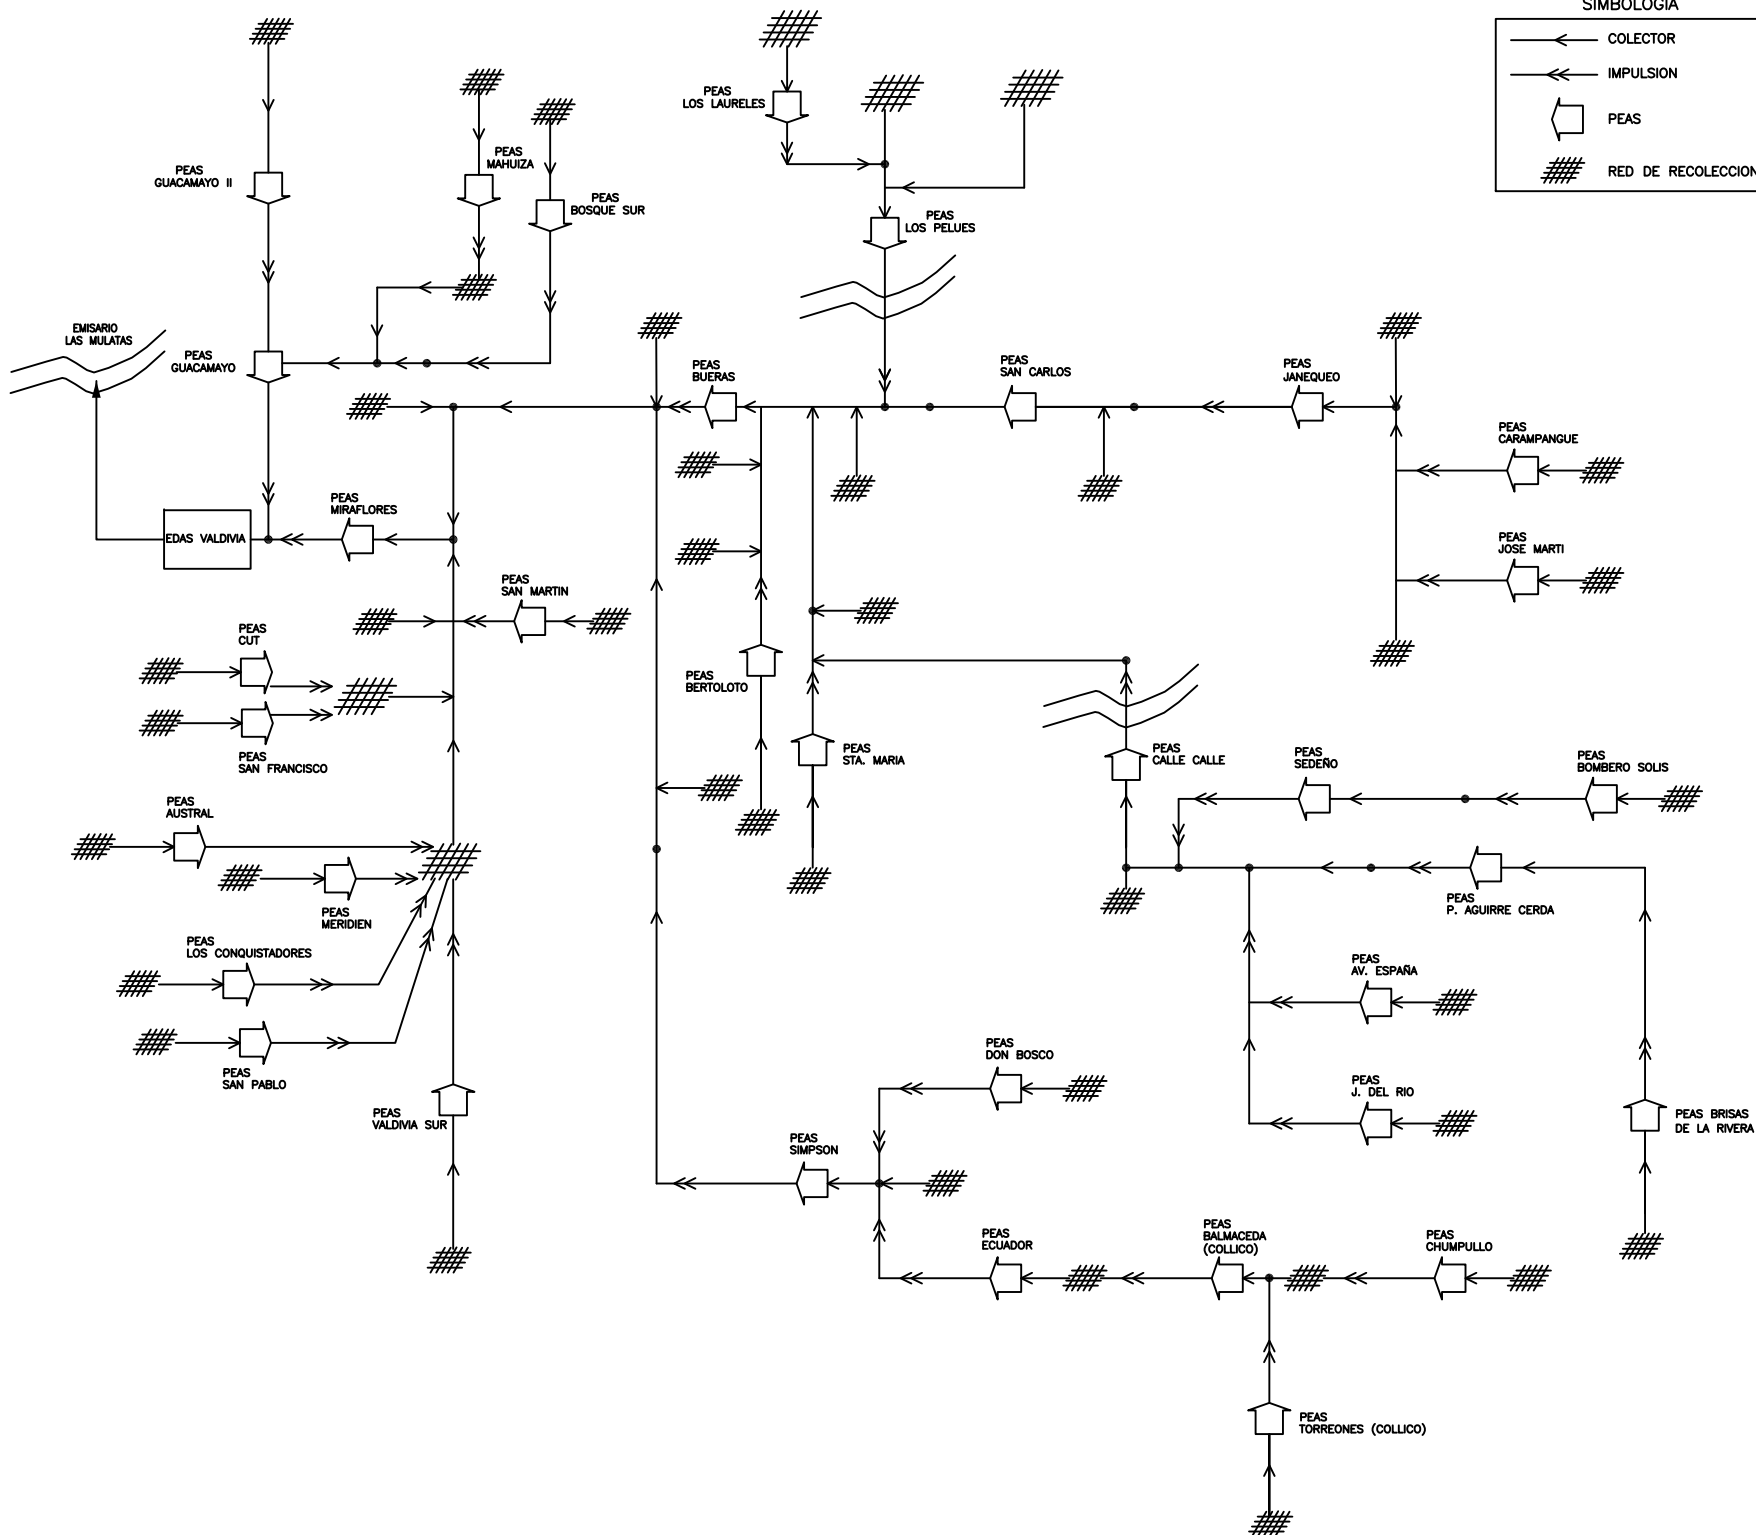 SIMBOLOGIA
COLECTOR
IMPULSION
PEAS
RED DE RECOLECCION
PEAS
LOS LAURELES
PEAS
MAHUIZA
PEAS
GUACAMAYO II
PEAS
BOSQUE SUR
PEAS
LOS PELUES
EMISARIO
LAS MULATAS
PEAS
GUACAMAYO
PEAS
BUERAS
PEAS
SAN CARLOS
PEAS
JANEQUEO
PEAS
CARAMPANGUE
PEAS
MIRAFLORES
EDAS VALDIVIA
PEAS
JOSE MARTI
PEAS
SAN MARTIN
PEAS
CUT
PEAS
BERTOLOTO
PEAS
SAN FRANCISCO
PEAS
STA. MARIA
PEAS
CALLE CALLE
PEAS
SEDEÑO
PEAS
BOMBERO SOLIS
PEAS
AUSTRAL
PEAS
MERIDIEN
PEAS
P. AGUIRRE CERDA
PEAS
LOS CONQUISTADORES
PEAS
AV. ESPAÑA
PEAS
SAN PABLO
PEAS
VALDIVIA SUR
PEAS
DON BOSCO
PEAS
J. DEL RIO
PEAS BRISAS
DE LA RIVERA
PEAS
SIMPSON
PEAS
ECUADOR
PEAS
BALMACEDA
(COLLICO)
PEAS
CHUMPULLO
PEAS
TORREONES (COLLICO)